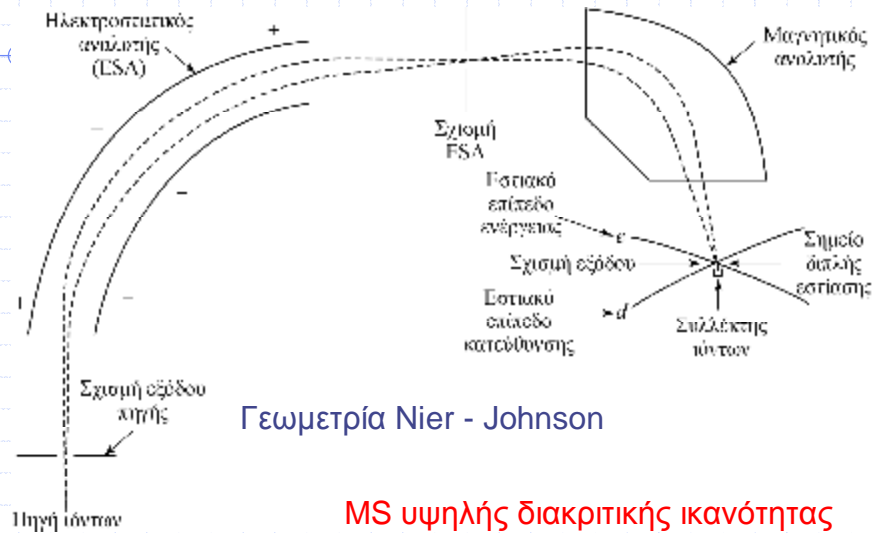 Ηλεκτροστατικός
αναλυτής
(ESA)
+
Μαγνητικός
αναλυτής
–
Σχισμή
ESA
–
Εστιακό
επίπεδο
ενέργειας
e
Σχισμή εξόδου
Σημείο
διπλής
εστίασης
+
–
Εστιακό
επίπεδο
κατεύθυνσης
d
Συλλέκτης
ιόντων
Σχισμή εξόδου
πηγής
Γεωμετρία Nier - Johnson
Πηγή ιόντων
MS υψηλής διακριτικής ικανότητας